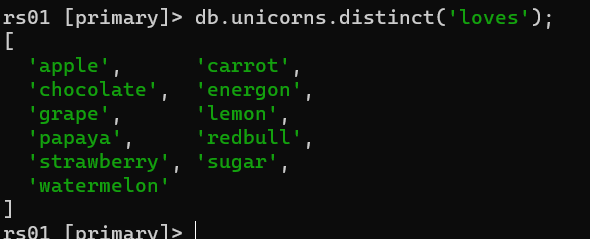 rs01 [primary]> db.unicorns.distinct('loves');
[
  'apple',      'carrot',
  'chocolate',  'energon',
  'grape',      'lemon',
  'papaya',     'redbull',
  'strawberry', 'sugar',
  'watermelon'
]
rs01 [primary]>